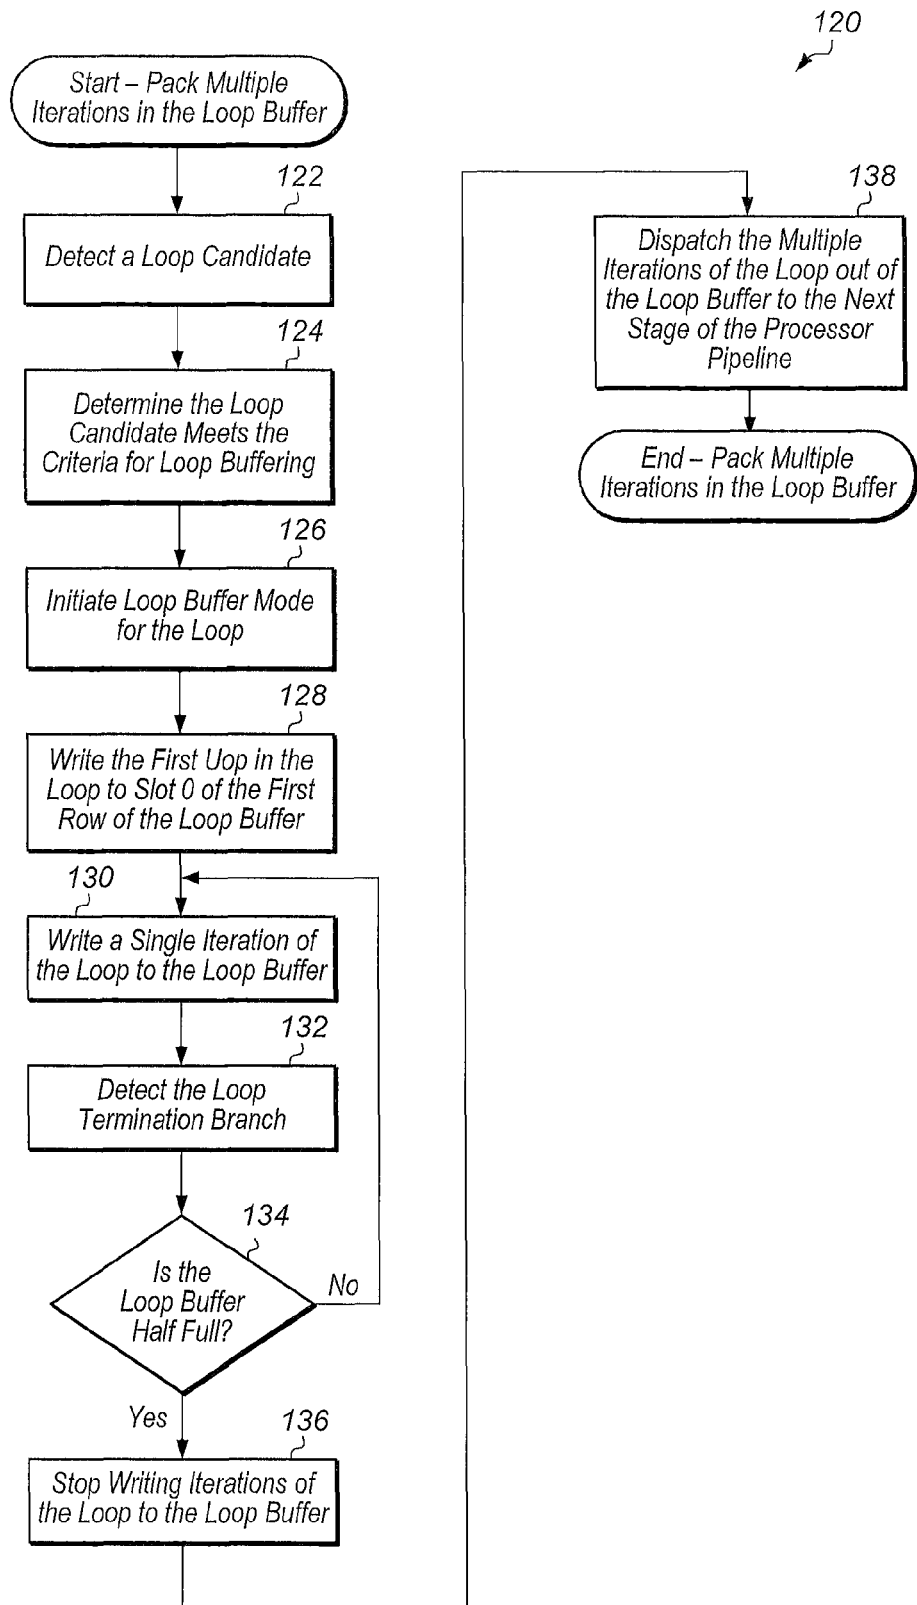 120
Start – Pack Multiple
Iterations in the Loop Buffer
122
Detect a Loop Candidate
124
Determine the Loop
Candidate Meets the
Criteria for Loop Buffering
126
Initiate Loop Buffer Mode
for the Loop
128
Write the First Uop in the
Loop to Slot 0 of the First
Row of the Loop Buffer
130
Write a Single Iteration of
the Loop to the Loop Buffer
132
Detect the Loop
Termination Branch
134
Is the
Loop Buffer
Half Full?
No
Yes
136
Stop Writing Iterations of
the Loop to the Loop Buffer
138
Dispatch the Multiple
Iterations of the Loop out of
the Loop Buffer to the Next
Stage of the Processor
Pipeline
End – Pack Multiple
Iterations in the Loop Buffer